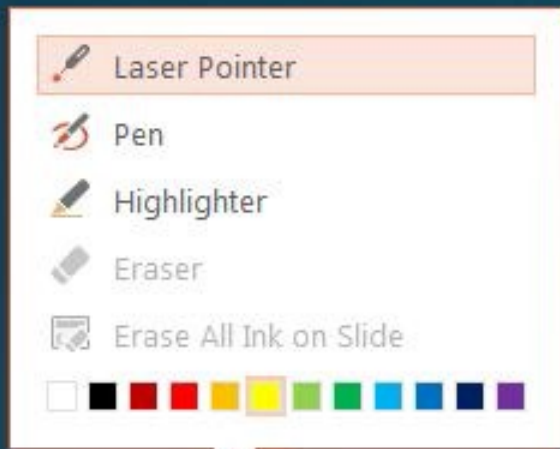 Laser Pointer
Pen
Highlighter
Eraser
Erase All Ink on Slide